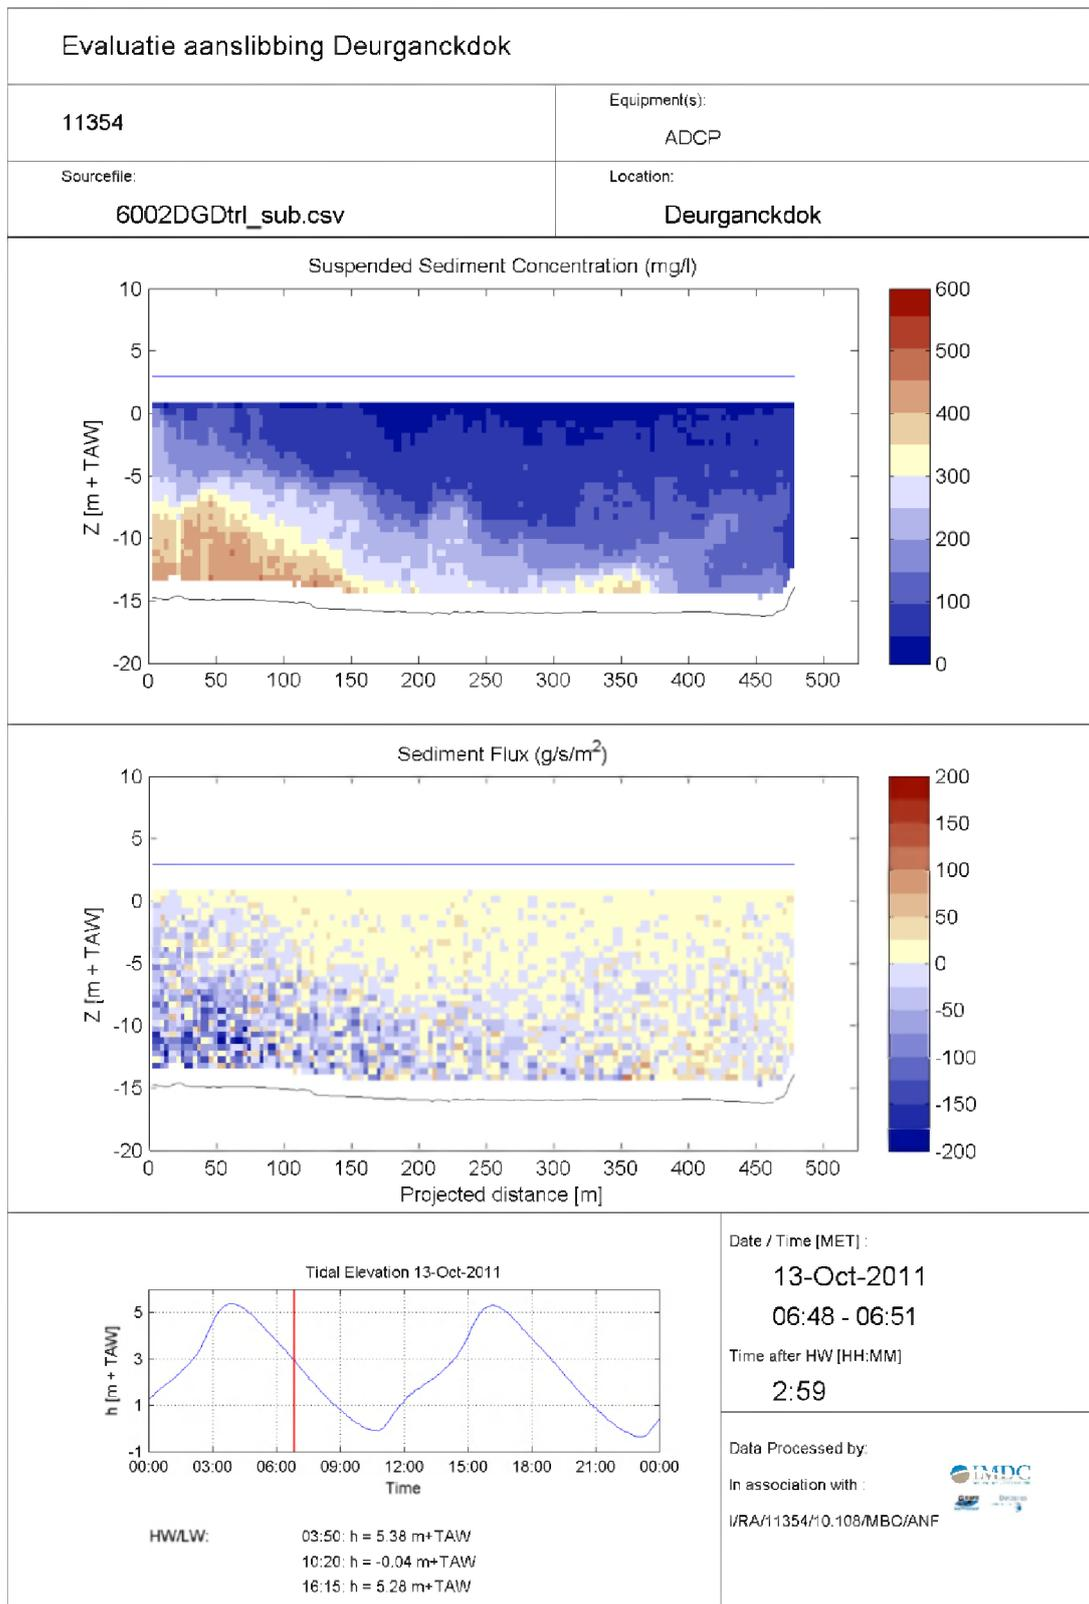 Evaluatie aanslibbing Deurganckdok
11354
Equipment(s):
ADCP
Sourcefile:
6002DGDtrl_sub.csv
Location:
Deurganckdok
Suspended Sediment Concentration (mg/l)
10
5
0
-5
-10
-15
-20
Z [m + TAW]
0 50 100 150 200 250 300 350 400 450 500
600
500
400
300
200
100
0
Sediment Flux (g/s/m²)
10
5
0
-5
-10
-15
-20
Z [m + TAW]
0 50 100 150 200 250 300 350 400 450 500
Projected distance [m]
200
150
100
50
0
-50
-100
-150
-200
Tidal Elevation 13-Oct-2011
5
3
1
-1
h [m + TAW]
00:00 03:00 06:00 09:00 12:00 15:00 18:00 21:00 00:00
Time
HW/LW:
03:50: h = 5.38 m+TAW
10:20: h = -0.04 m+TAW
16:15: h = 5.28 m+TAW
Date / Time [MET] :
13-Oct-2011
06:48 - 06:51
Time after HW [HH:MM]
2:59
Data Processed by:
IMDC
In association with :
I/RA/11354/10.108/MBO/ANF